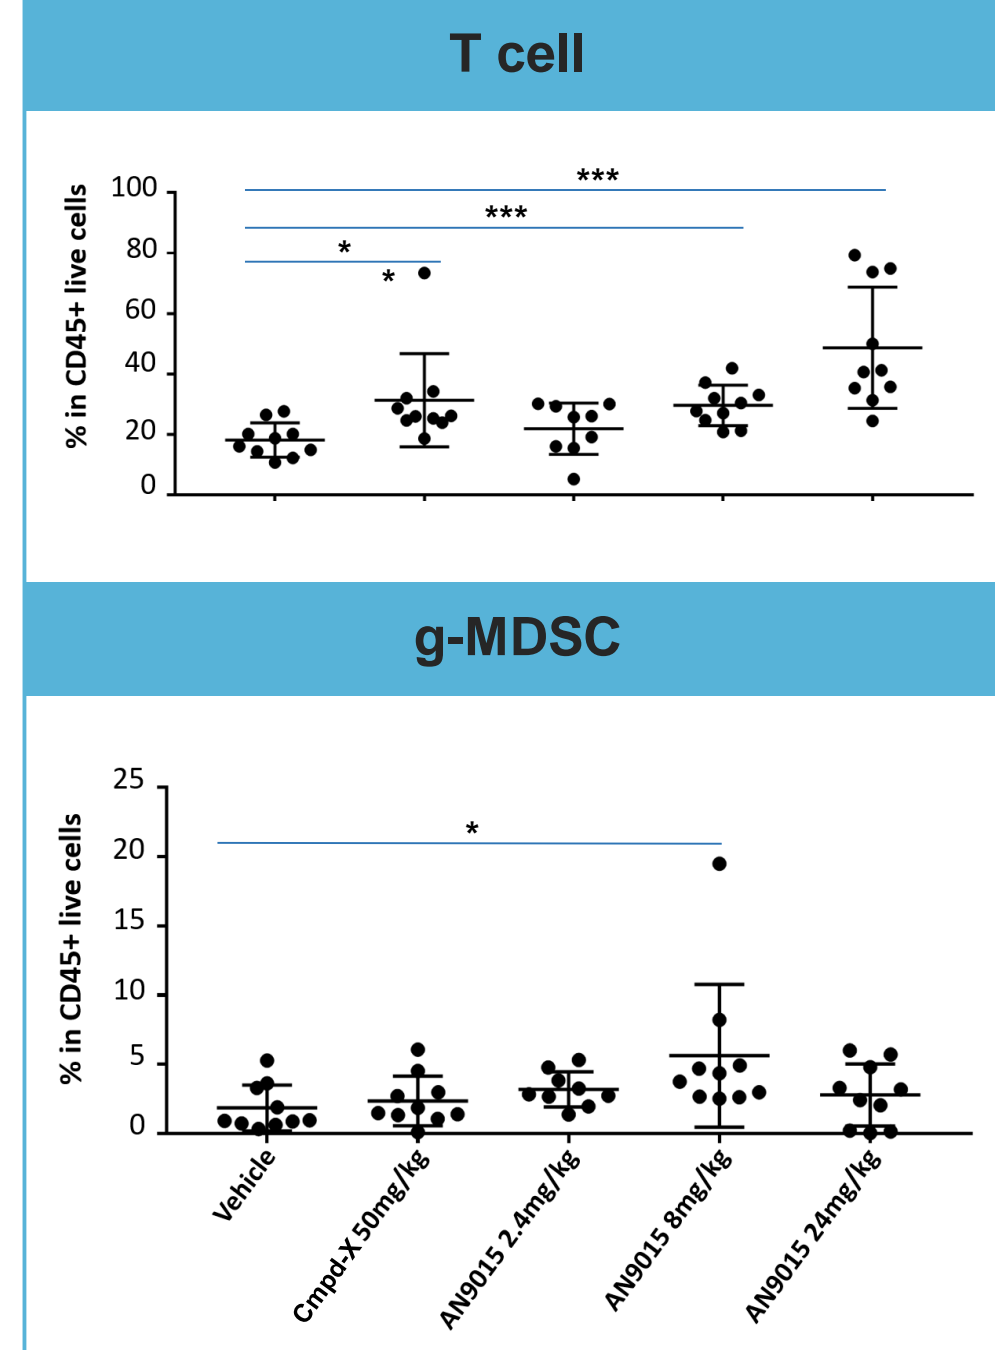 T cell
% in CD45+ live cells
100
80
60
40
20
0
***
***
*
*
g-MDSC
% in CD45+ live cells
25
20
15
10
5
0
*
Vehicle
Cmpd-X 50mg/kg
AN9015 2.4mg/kg
AN9015 8mg/kg
AN9015 24mg/kg